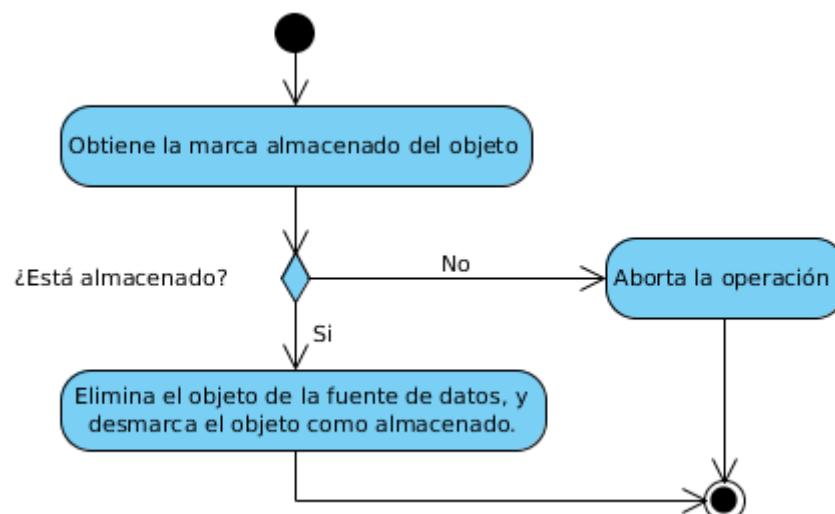 Obtiene la marca almacenado del objeto
¿Está almacenado?
No
Aborta la operación
Si
Elimina el objeto de la fuente de datos, y
desmarca el objeto como almacenado.